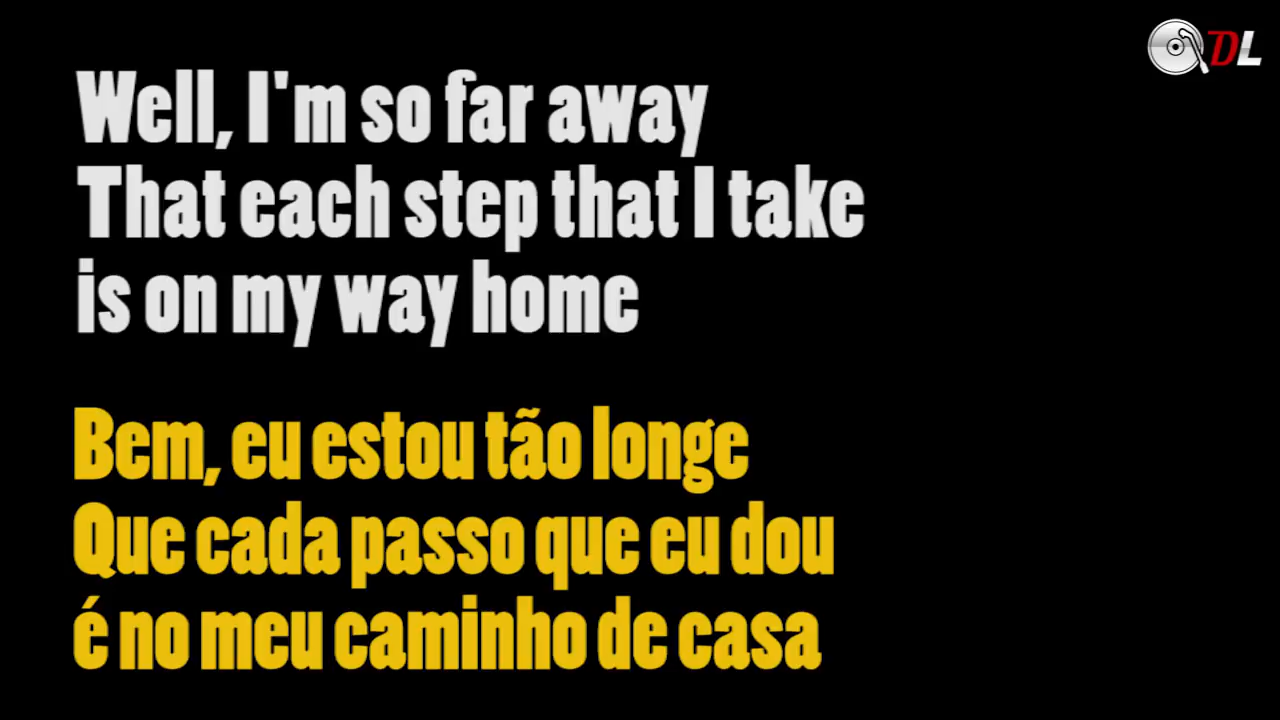 DL
Well, I'm so far away
That each step that I take
is on my way home
Bem, eu estou tão longe
Que cada passo que eu dou
é no meu caminho de casa